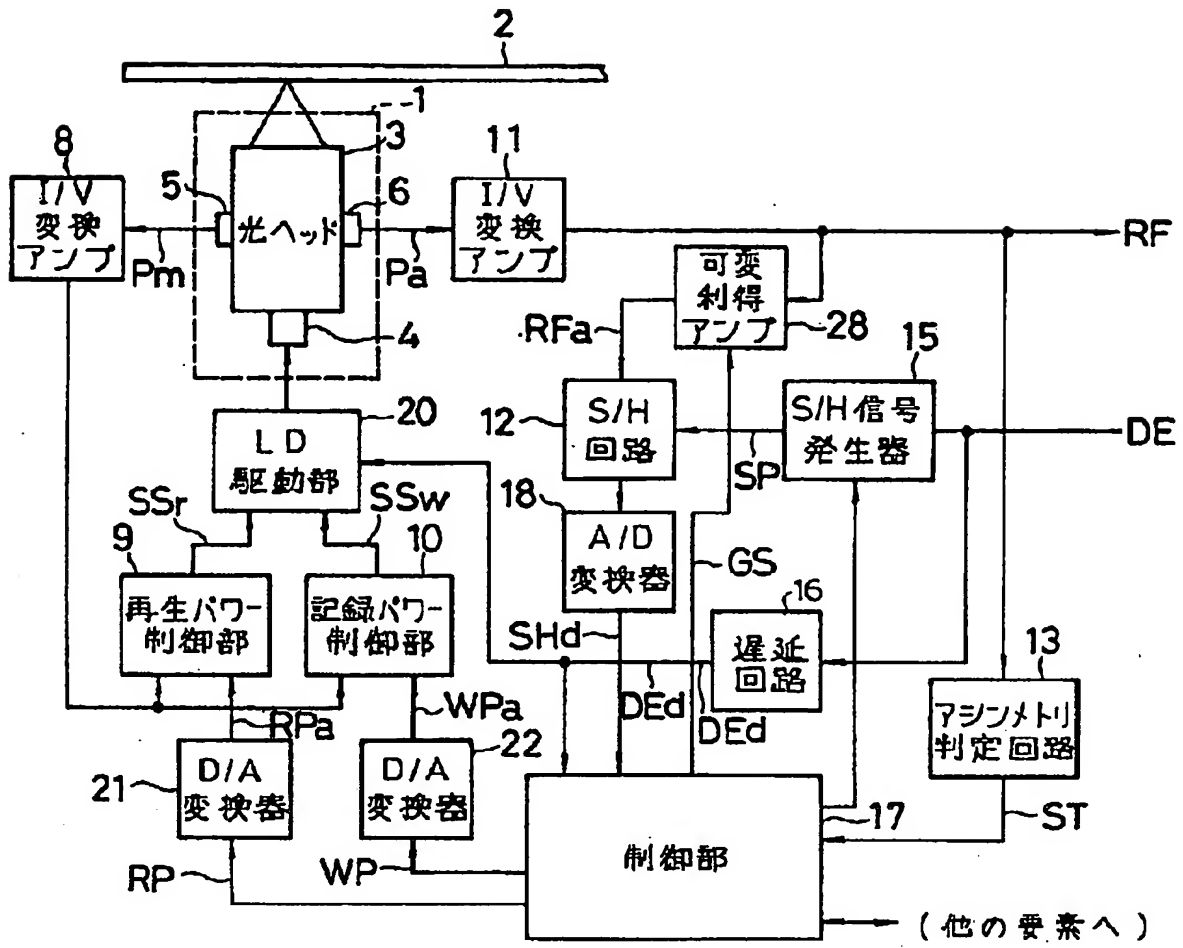 2
1
8
3
11
I/V
変換
アンプ
5
6
光ヘッド
I/V
変換
アンプ
RF
Pm
Pa
可変
利得
アンプ
4
RFa
28
15
20
12
S/H
回路
S/H信号
発生器
DE
LD
駆動部
SP
SSr
SSw
18
9
10
A/D
変換器
GS
16
再生パワー
制御部
記録パワー
制御部
SHd
遅延
回路
13
DEd
DEd
RPa
WPa
アシンメトリ
判定回路
22
21
D/A
変換器
D/A
変換器
17
ST
制御部
RP
WP
(他の要素へ)